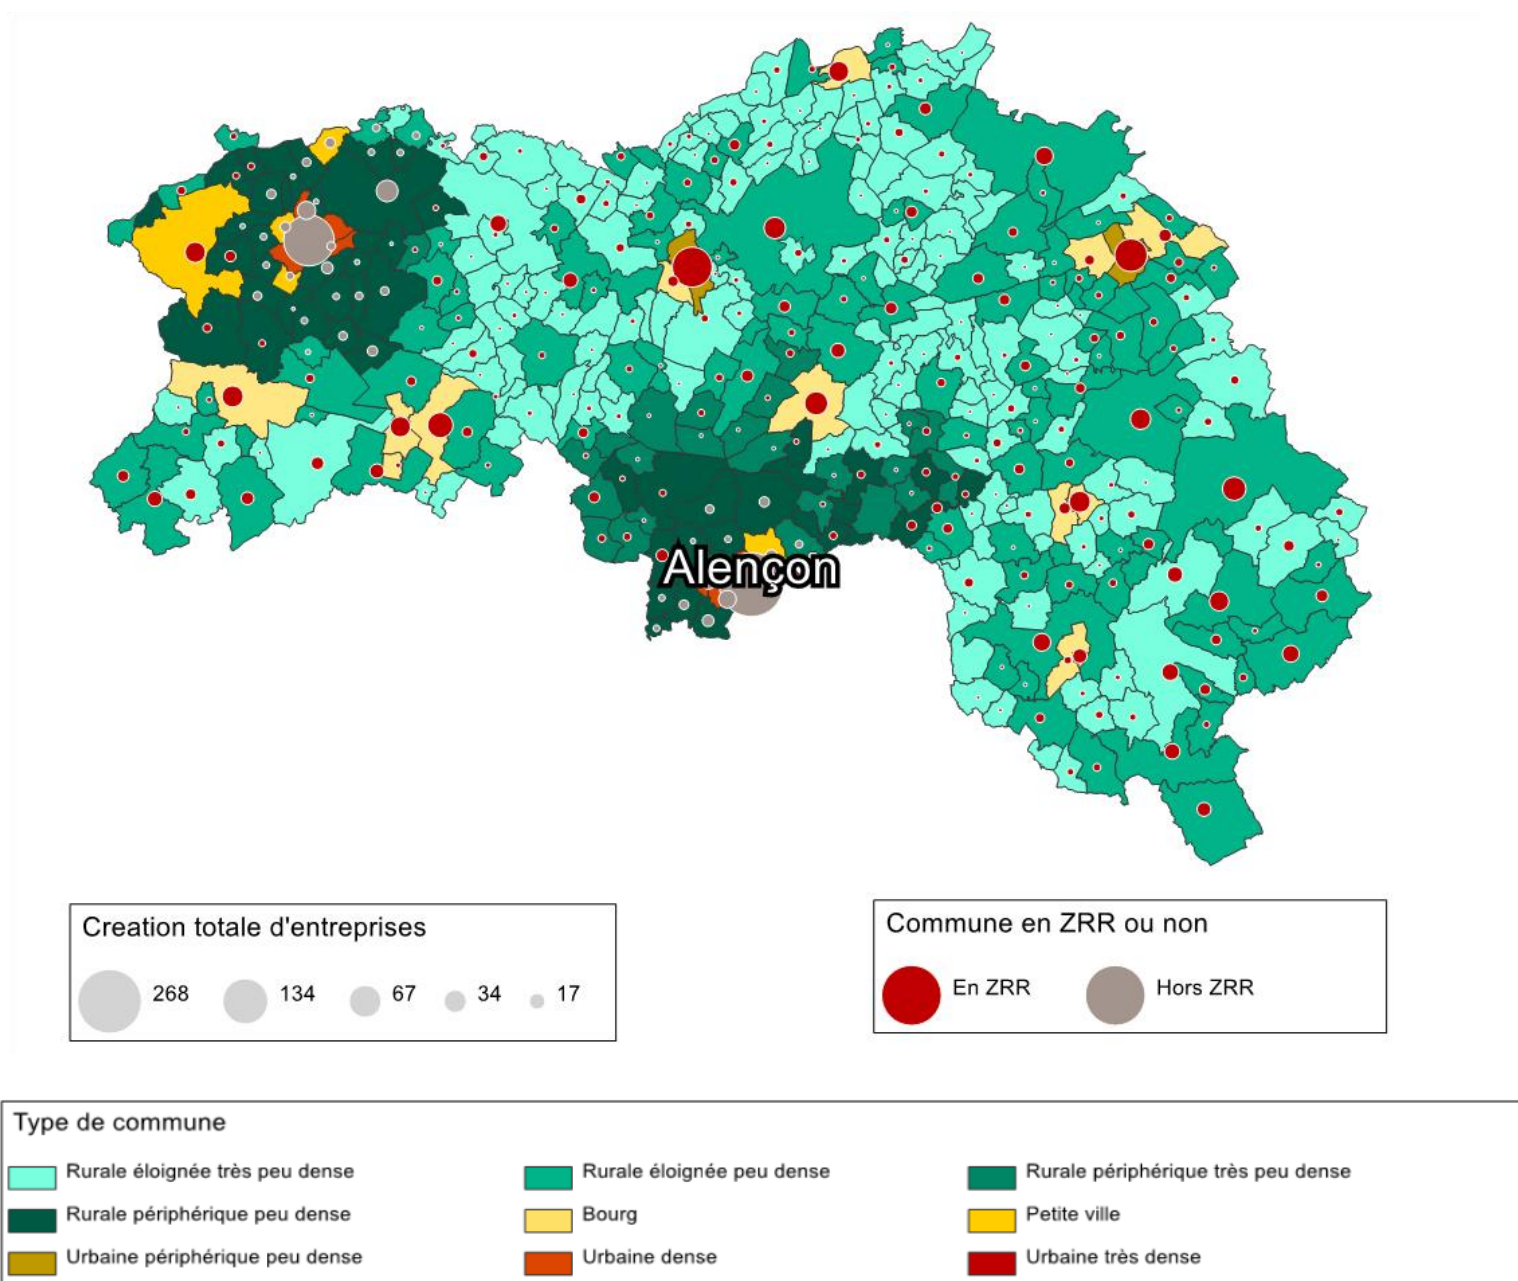 Alençon
Creation totale d'entreprises
268 134 67 34 17
Commune en ZRR ou non
En ZRR Hors ZRR
Type de commune
Rurale éloignée très peu dense Rurale éloignée peu dense Rurale périphérique très peu dense
Rurale périphérique peu dense Bourg Petite ville
Urbaine périphérique peu dense Urbaine dense Urbaine très dense